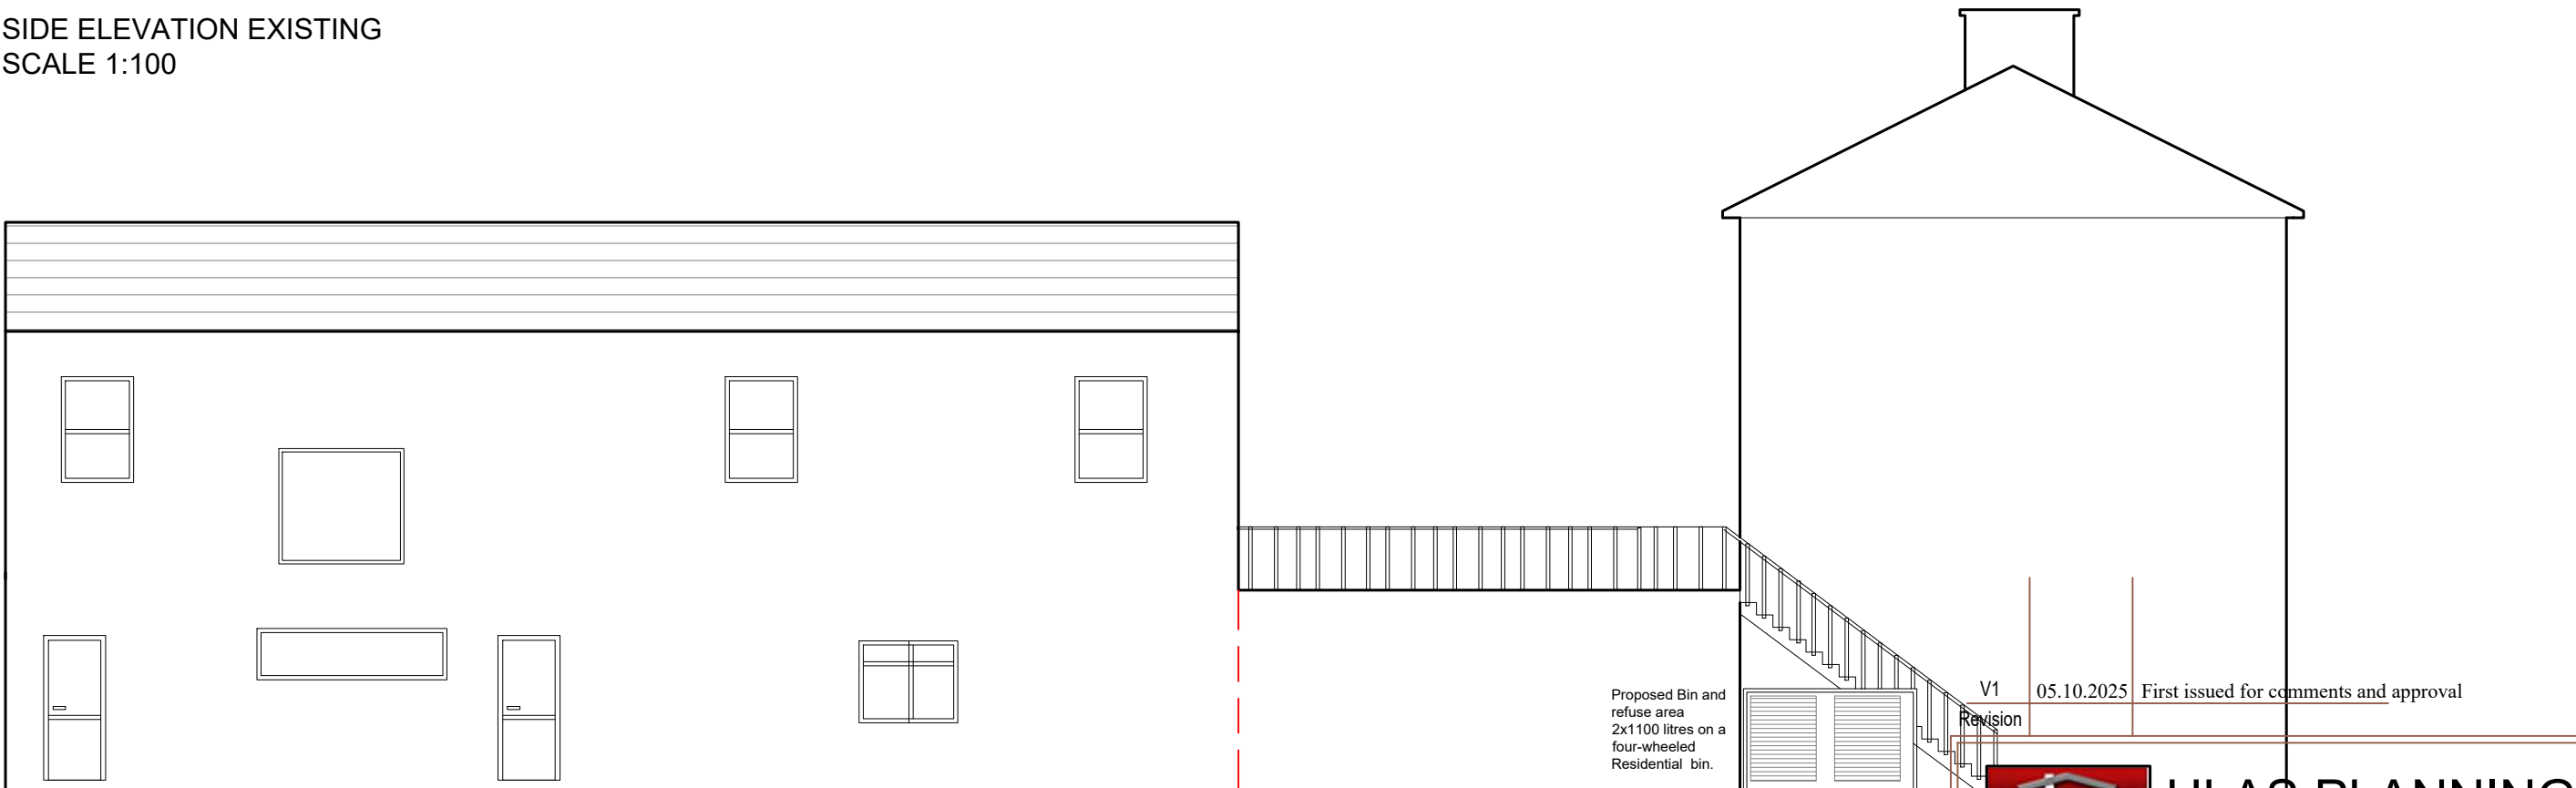 SIDE ELEVATION EXISTING
SCALE 1:100
Proposed Bin and
refuse area
2x1100 litres on a
four-wheeled
Residential bin.
V1 05.10.2025 First issued for comments and approval
Revision
PLANNING